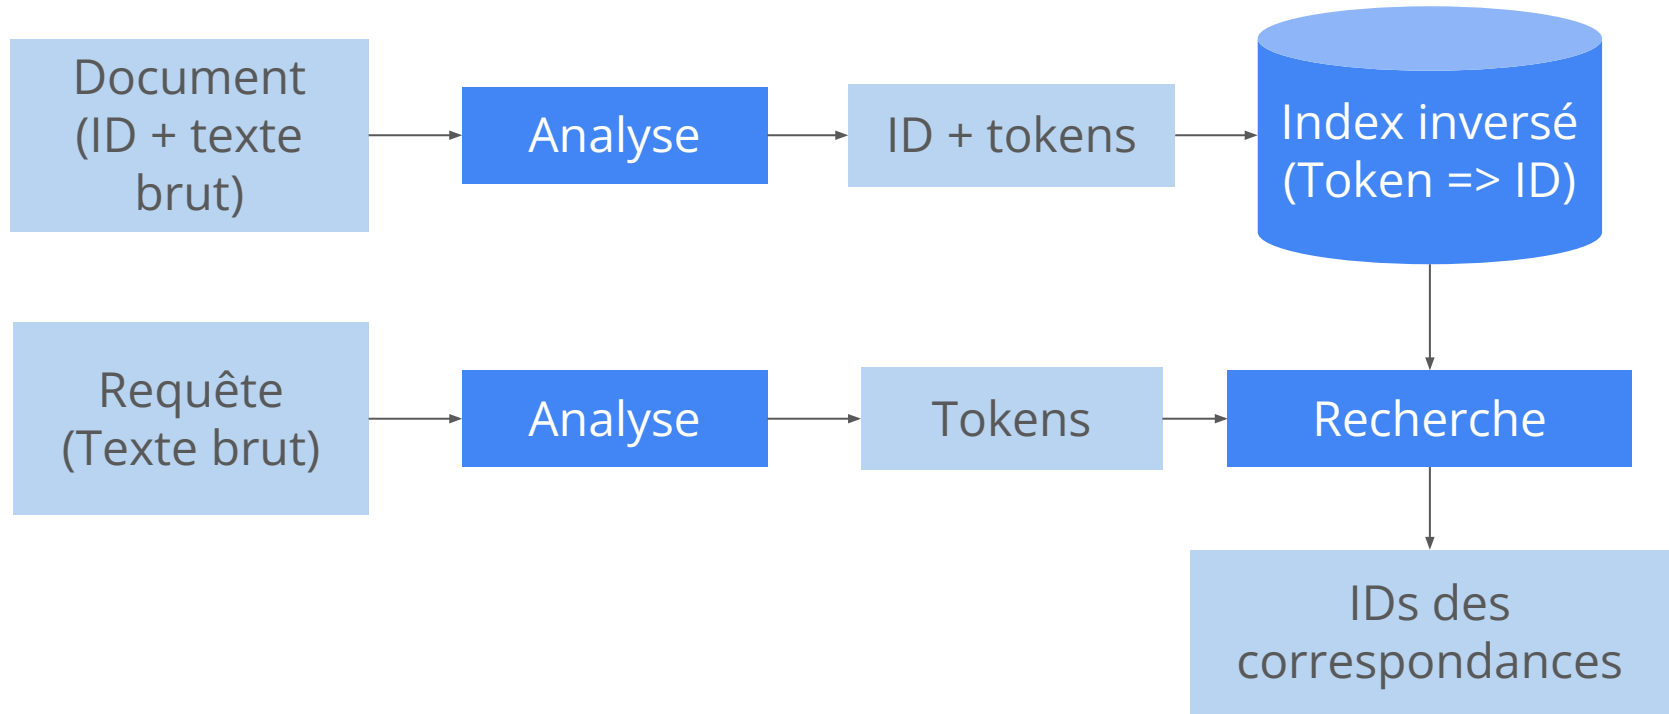 Document
(ID + texte
brut)
Analyse
ID + tokens
Index inversé
(Token => ID)
Requête
(Texte brut)
Analyse
Tokens
Recherche
IDs des
correspondances